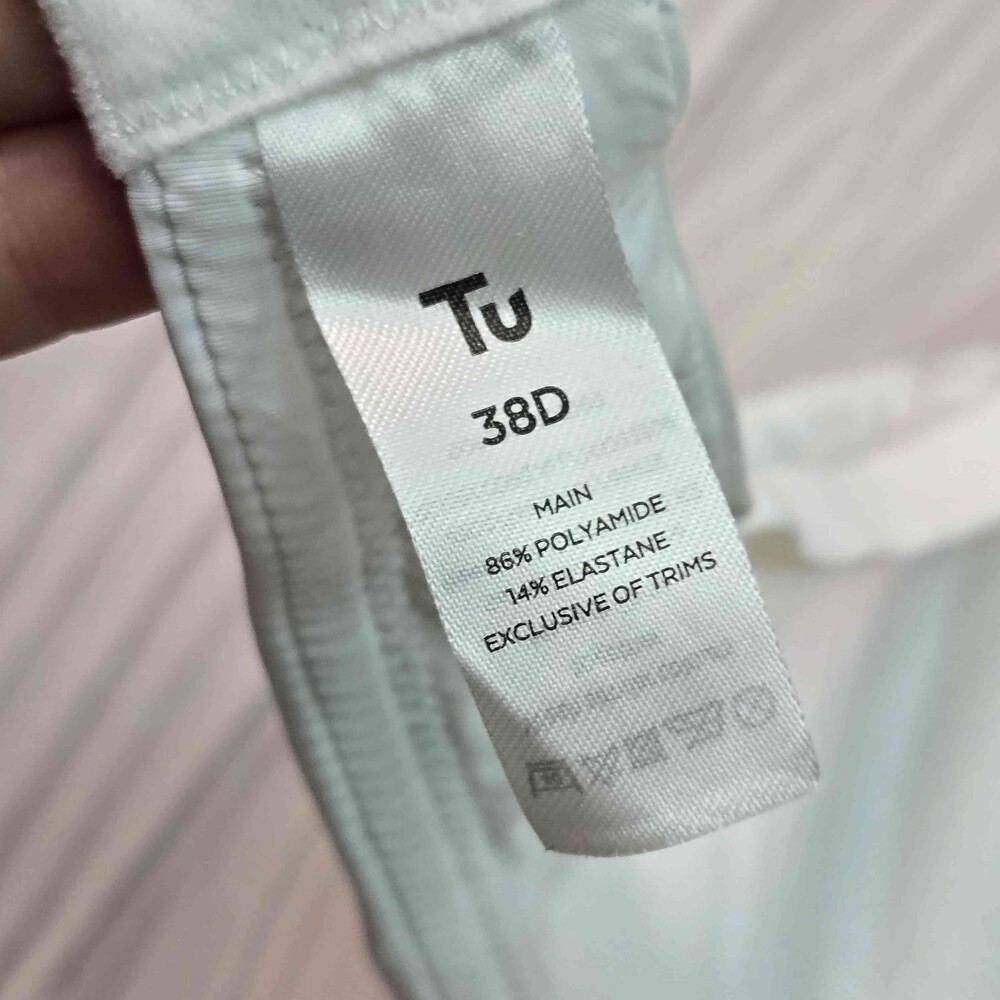 Tu
38D
MAIN
86% POLYAMIDE
14% ELASTANE
EXCLUSIVE OF TRIMS